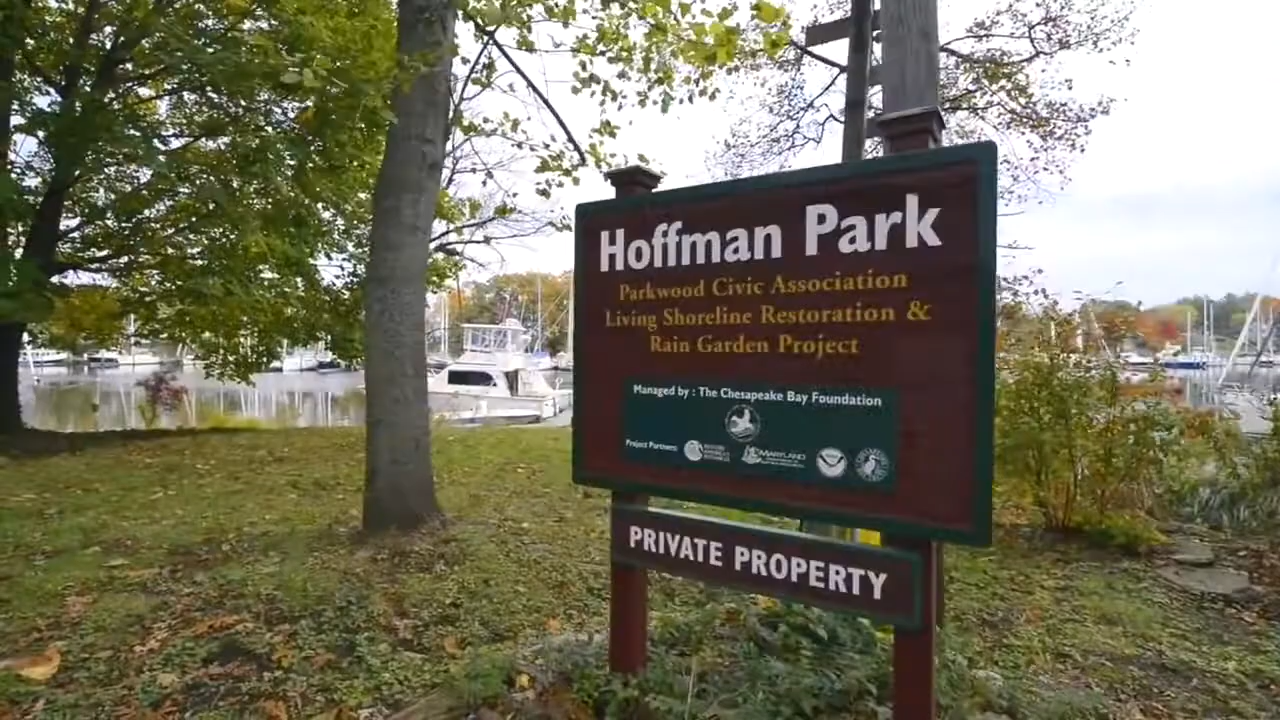 Hoffman Park
Parkwood Civic Association
Living Shoreline Restoration &
Rain Garden Project
Managed by : The Chesapeake Bay Foundation
Project Partners
MARYLAND
PRIVATE PROPERTY